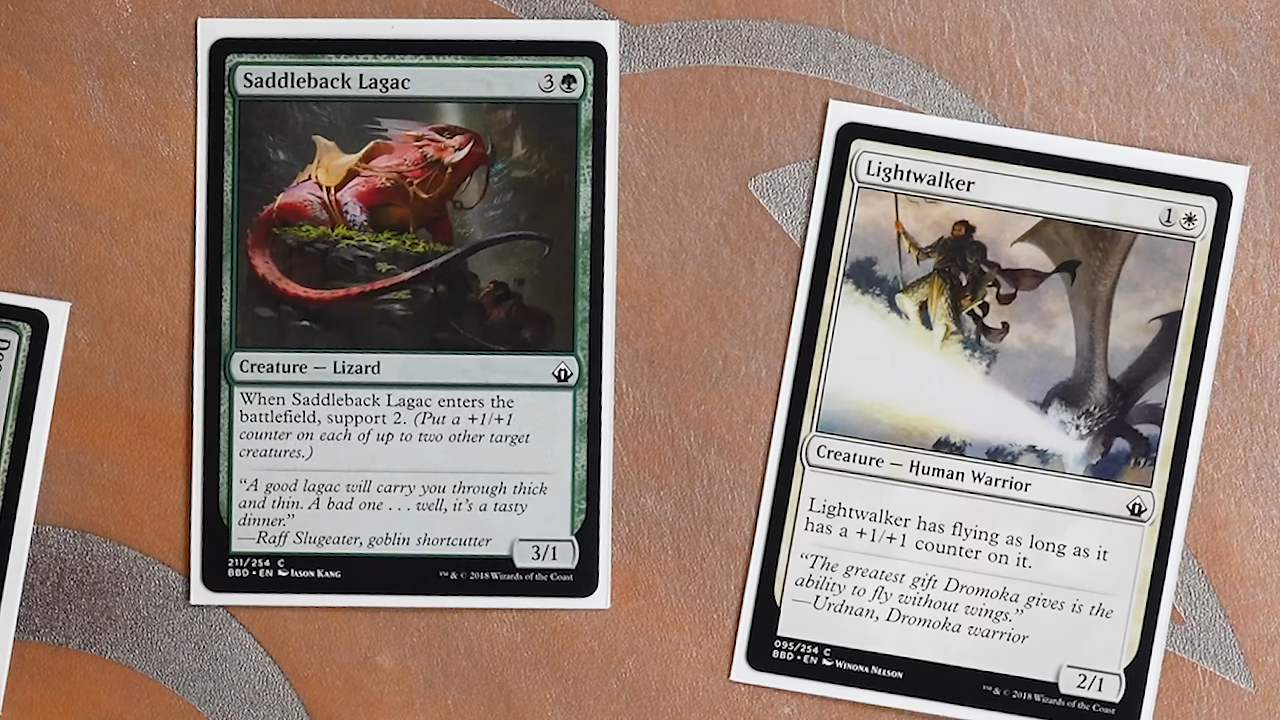 Saddleback Lagac 3
Creature — Lizard
When Saddleback Lagac enters the
battlefield, support 2. (Put a +1/+1
counter on each of up to two other target
creatures.)
“A good lagac will carry you through thick
and thin. A bad one . . . well, it’s a tasty
dinner.”
—Raff Slugeater, goblin shortcutter
3/1
211/254 C
BBD • EN Jason Kang
™ & © 2018 Wizards of the Coast
Lightwalker 1
Creature — Human Warrior
Lightwalker has flying as long as it
has a +1/+1 counter on it.
“The greatest gift Dromoka gives is the
ability to fly without wings.”
—Urdnan, Dromoka warrior
2/1
095/254 C
BBD • EN Winona Nelson
™ & © 2018 Wizards of the Coast